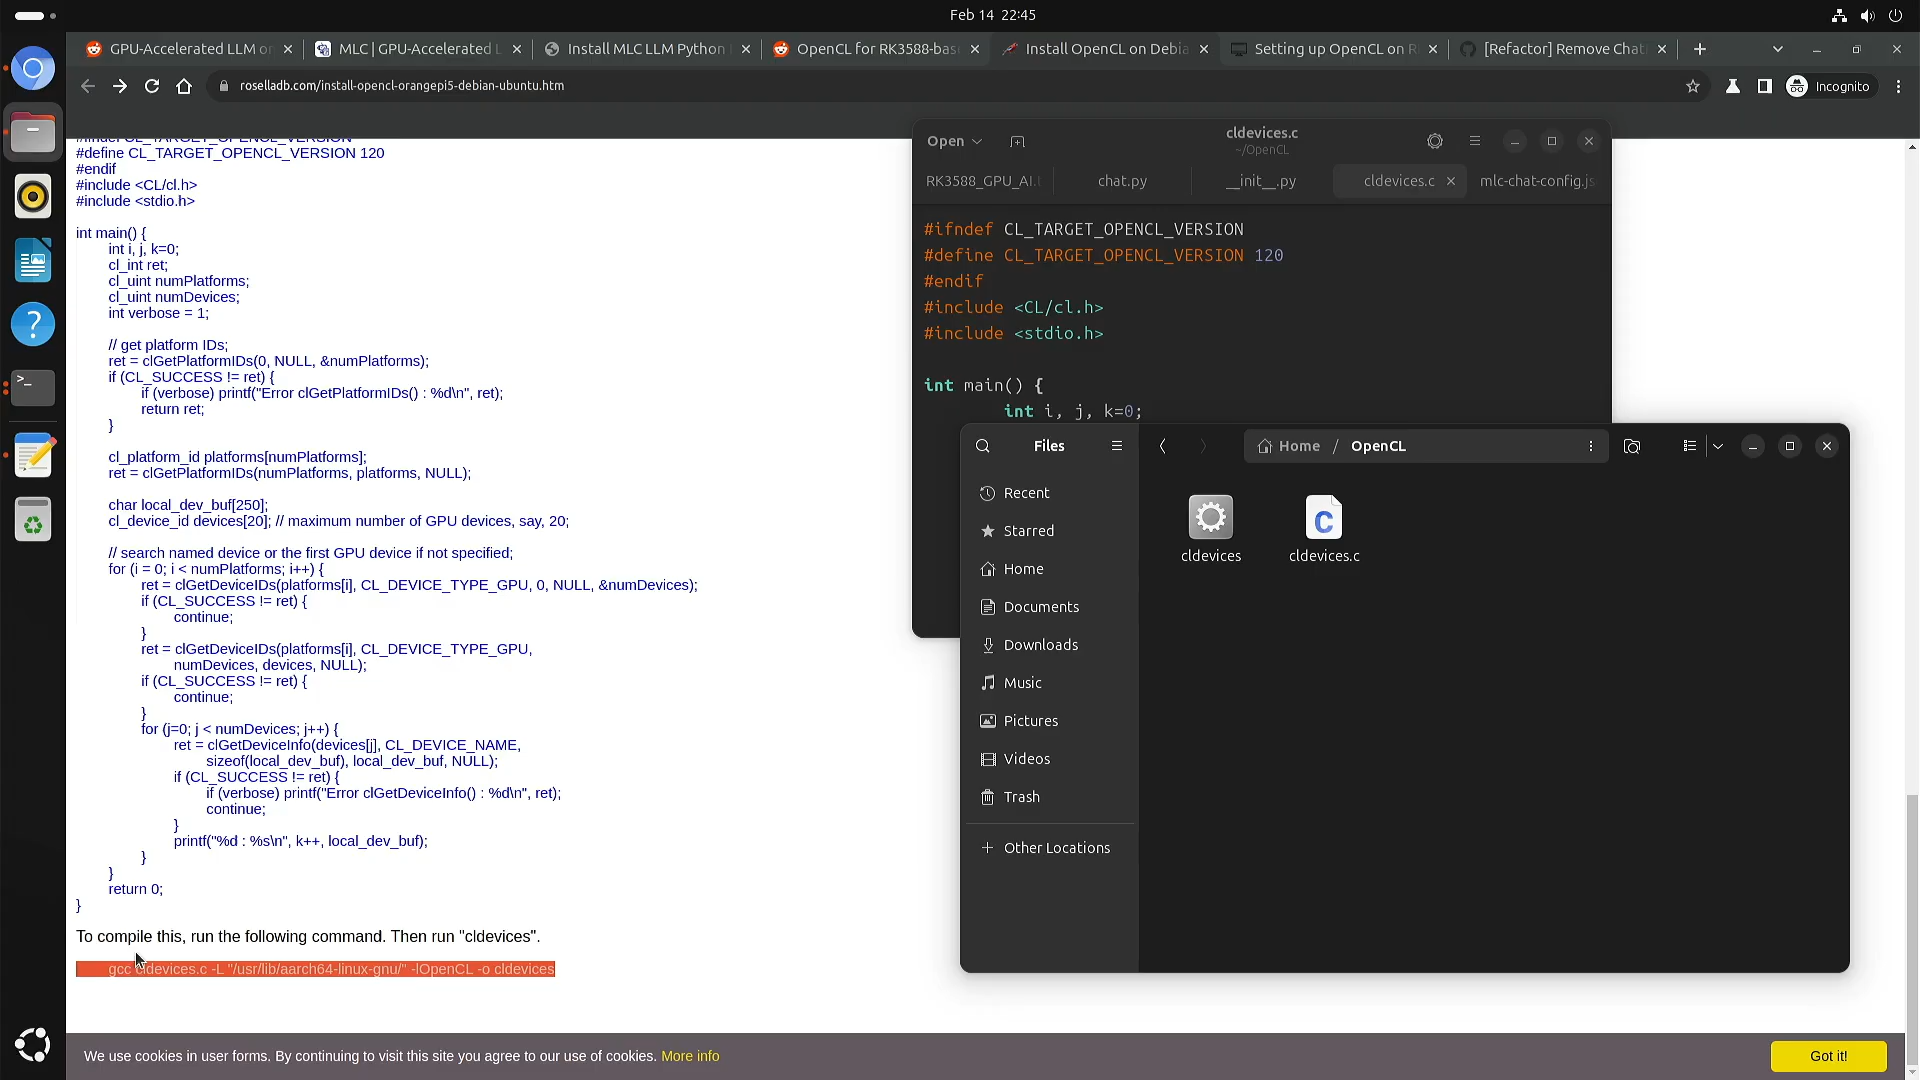 Feb 14 22:45
GPU-Accelerated LLM on
MLC | GPU-Accelerated L
Install MLC LLM Python
OpenCL for RK3588-base
Install OpenCL on Debia
Setting up OpenCL on R
[Refactor] Remove Chat
roselladb.com/install-opencl-orangepi5-debian-ubuntu.htm
Incognito
#define CL_TARGET_OPENCL_VERSION 120
#endif
#include <CL/cl.h>
#include <stdio.h>
int main() {
int i, j, k=0;
cl_int ret;
cl_uint numPlatforms;
cl_uint numDevices;
int verbose = 1;
// get platform IDs;
ret = clGetPlatformIDs(0, NULL, &numPlatforms);
if (CL_SUCCESS != ret) {
if (verbose) printf("Error clGetPlatformIDs() : %d\n", ret);
return ret;
}
cl_platform_id platforms[numPlatforms];
ret = clGetPlatformIDs(numPlatforms, platforms, NULL);
char local_dev_buf[250];
cl_device_id devices[20]; // maximum number of GPU devices, say, 20;
// search named device or the first GPU device if not specified;
for (i = 0; i < numPlatforms; i++) {
ret = clGetDeviceIDs(platforms[i], CL_DEVICE_TYPE_GPU, 0, NULL, &numDevices);
if (CL_SUCCESS != ret) {
continue;
}
ret = clGetDeviceIDs(platforms[i], CL_DEVICE_TYPE_GPU,
numDevices, devices, NULL);
if (CL_SUCCESS != ret) {
continue;
}
for (j=0; j < numDevices; j++) {
ret = clGetDeviceInfo(devices[j], CL_DEVICE_NAME,
sizeof(local_dev_buf), local_dev_buf, NULL);
if (CL_SUCCESS != ret) {
if (verbose) printf("Error clGetDeviceInfo() : %d\n", ret);
continue;
}
printf("%d : %s\n", k++, local_dev_buf);
}
}
return 0;
}
To compile this, run the following command. Then run "cldevices".
gcc cldevices.c -L "/usr/lib/aarch64-linux-gnu/" -lOpenCL -o cldevices
Open
cldevices.c
~/OpenCL
RK3588_GPU_AI.
chat.py
__init__.py
cldevices.c
mlc-chat-config.js
#ifndef CL_TARGET_OPENCL_VERSION
#define CL_TARGET_OPENCL_VERSION 120
#endif
#include <CL/cl.h>
#include <stdio.h>
int main() {
int i, j, k=0;
Files
Home / OpenCL
Recent
Starred
Home
Documents
Downloads
Music
Pictures
Videos
Trash
Other Locations
cldevices
cldevices.c
We use cookies in user forms. By continuing to visit this site you agree to our use of cookies. More info
Got it!